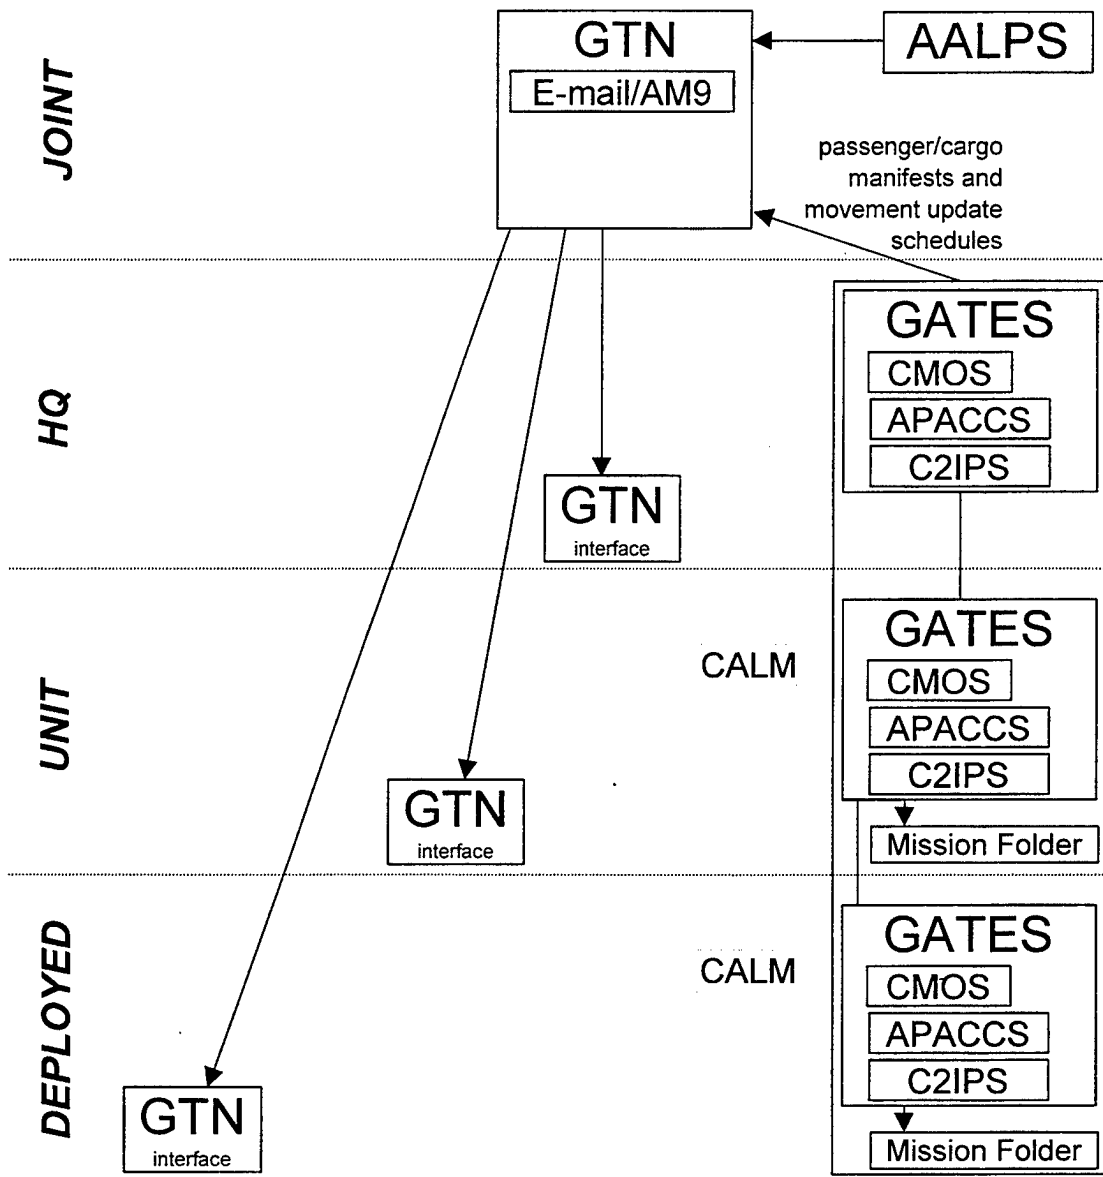 JOINT
GTN
E-mail/AM9
AALPS
passenger/cargo
manifests and
movement update
schedules
HQ
GATES
CMOS
APACCS
C2IPS
GTN
interface
UNIT
CALM
GATES
CMOS
APACCS
C2IPS
GTN
interface
Mission Folder
DEPLOYED
CALM
GATES
CMOS
APACCS
C2IPS
GTN
interface
Mission Folder